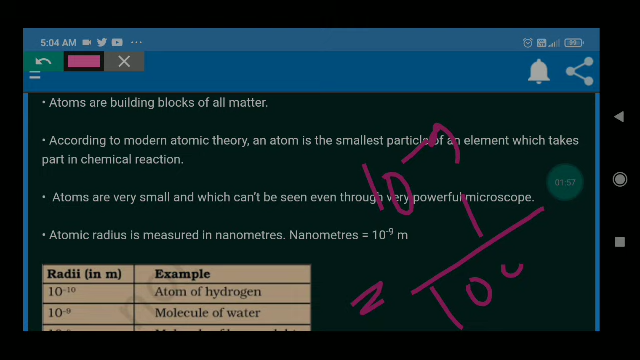 5:04 AM
99
• Atoms are building blocks of all matter.
• According to modern atomic theory, an atom is the smallest particle of an element which takes
part in chemical reaction.
• Atoms are very small and which can't be seen even through very powerful microscope.
01:57
• Atomic radius is measured in nanometres. Nanometres = 10⁻⁹ m
Radii (in m) Example
10⁻¹⁰ Atom of hydrogen
10⁻⁹ Molecule of water
10⁻⁹
1
= 100